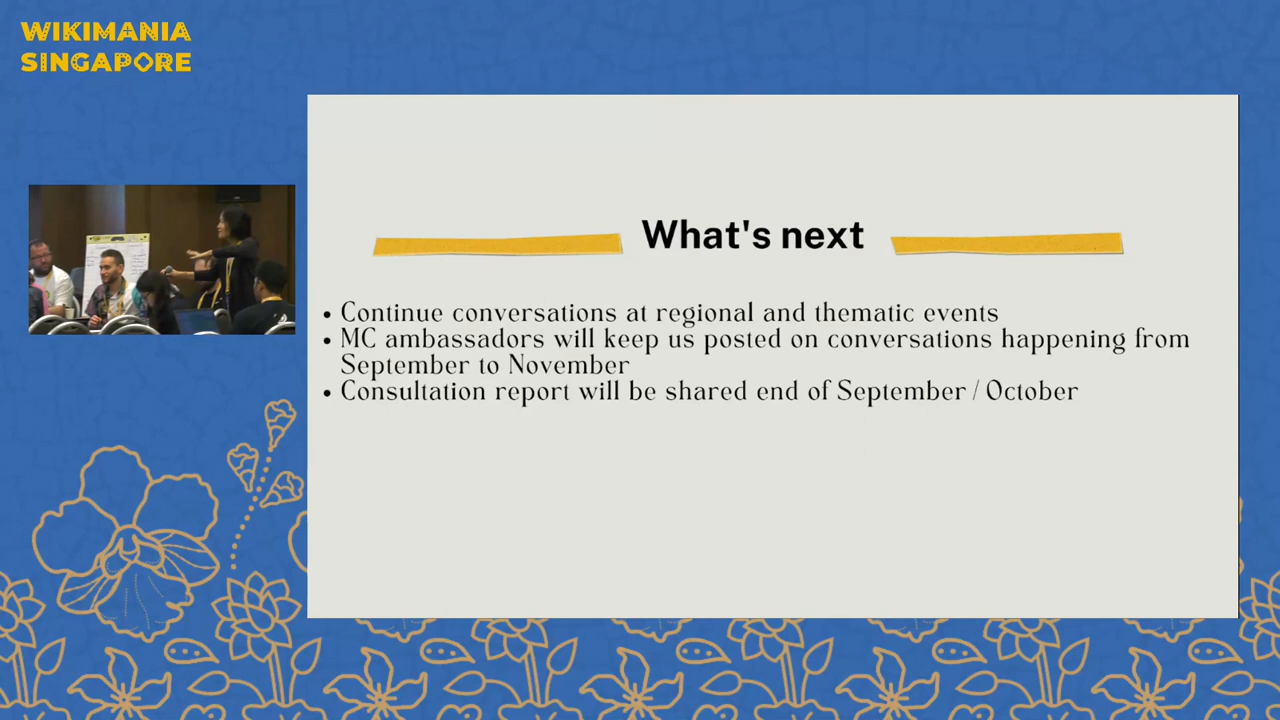 WIKIMANIA
SINGAPORE
What's next
• Continue conversations at regional and thematic events
• MC ambassadors will keep us posted on conversations happening from
September to November
• Consultation report will be shared end of September / October